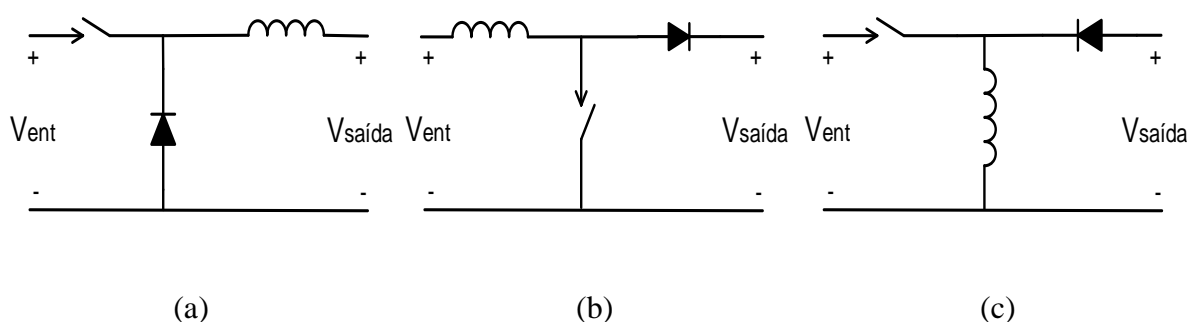 + + + + + +
Vent Vsaída Vent Vsaída Vent Vsaída
- - - - - -
(a) (b) (c)